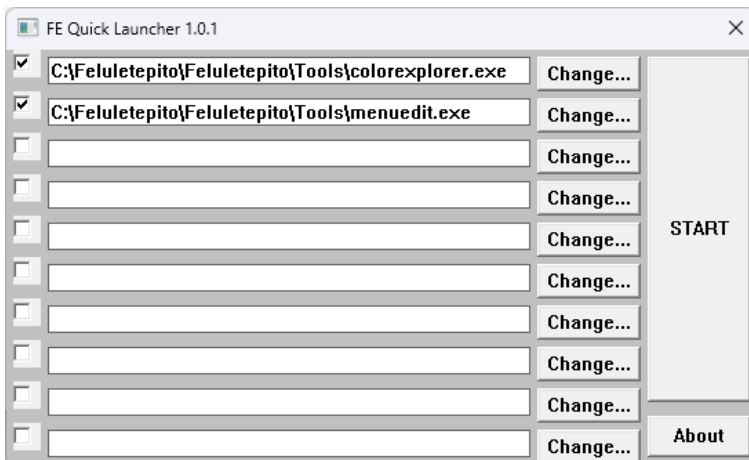 FE Quick Launcher 1.0.1
C:\Feluletepito\Feluletepito\Tools\colorexplorer.exe Change...
C:\Feluletepito\Feluletepito\Tools\menuedit.exe Change...
Change...
Change...
START
Change...
Change...
Change...
Change...
Change...
About
Change...